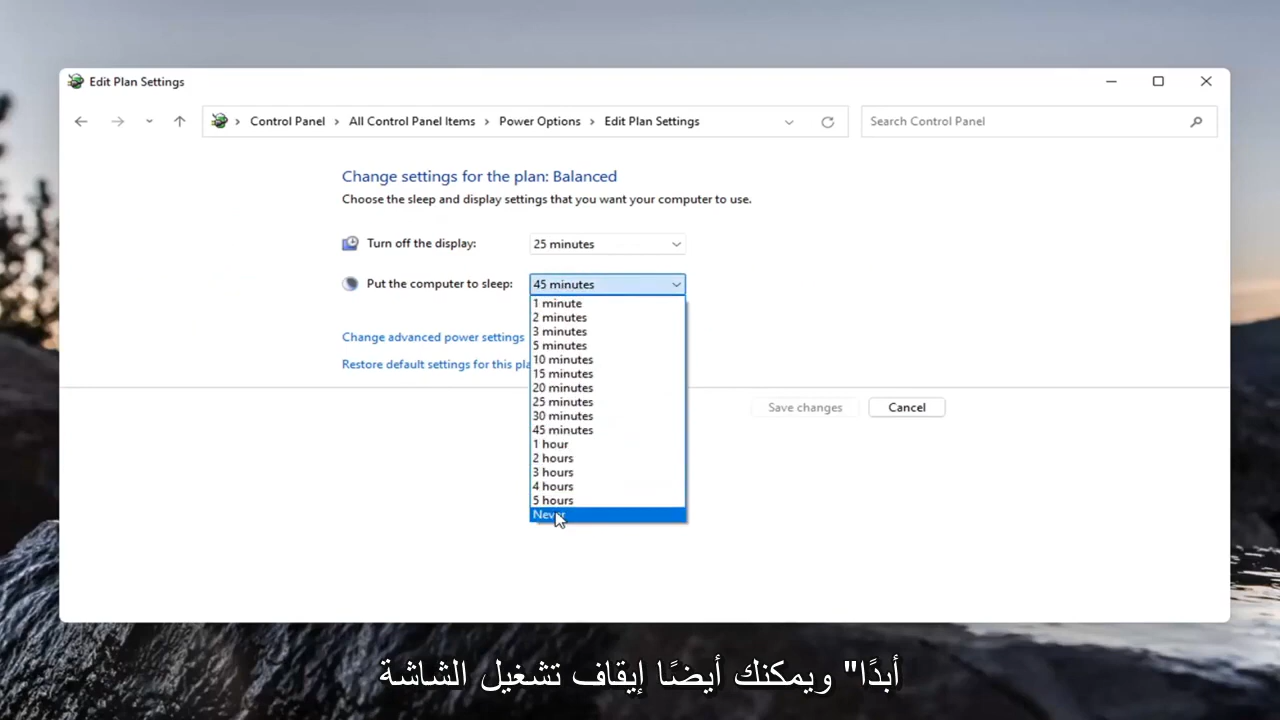 Edit Plan Settings
Control Panel > All Control Panel Items > Power Options > Edit Plan Settings
Search Control Panel
Change settings for the plan: Balanced
Choose the sleep and display settings that you want your computer to use.
Turn off the display: 25 minutes
Put the computer to sleep: 45 minutes
1 minute
2 minutes
3 minutes
Change advanced power settings
5 minutes
10 minutes
Restore default settings for this pla
15 minutes
20 minutes
25 minutes
Save changes Cancel
30 minutes
45 minutes
1 hour
2 hours
3 hours
4 hours
5 hours
Never
أبدًا" ويمكنك أيضًا إيقاف تشغيل الشاشة